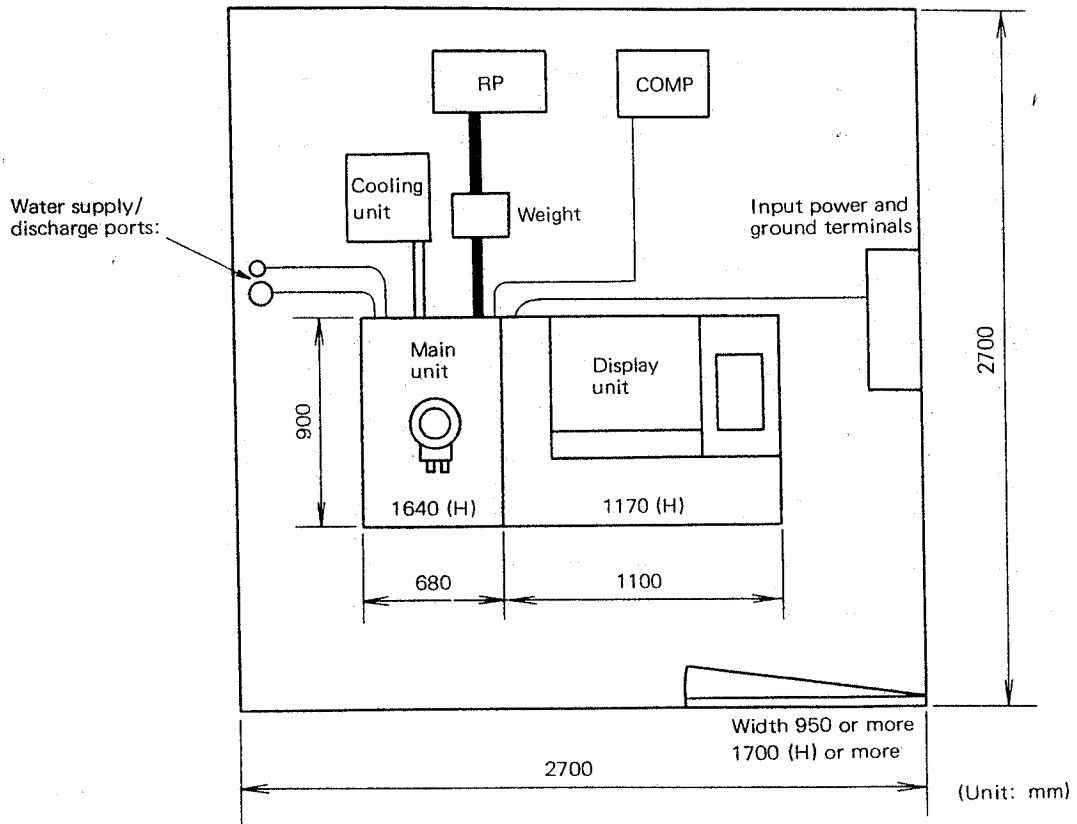 RP
COMP
Cooling
unit
Water supply/
discharge ports:
Weight
Input power and
ground terminals
Main
unit
Display
unit
2700
900
1640 (H)
1170 (H)
680
1100
Width 950 or more
1700 (H) or more
2700
(Unit: mm)